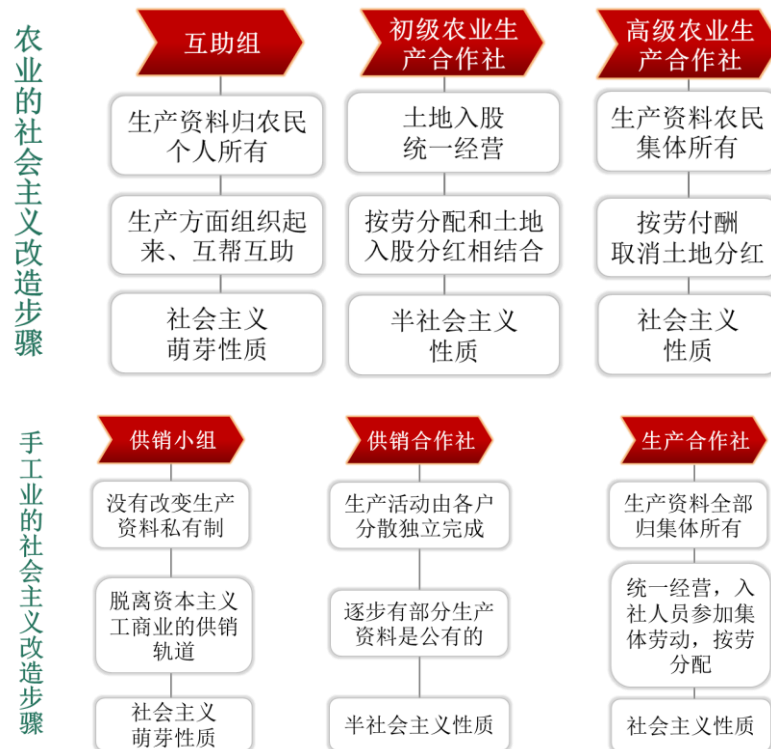 农业的社会主义改造步骤
互助组
生产资料归农民
个人所有
生产方面组织起
来、互帮互助
社会主义
萌芽性质
初级农业生
产合作社
土地入股
统一经营
按劳分配和土地
入股分红相结合
半社会主义
性质
高级农业生
产合作社
生产资料农民
集体所有
按劳付酬
取消土地分红
社会主义
性质
手工业的社会主义改造步骤
供销小组
没有改变生产
资料私有制
脱离资本主义
工商业的供销
轨道
社会主义
萌芽性质
供销合作社
生产活动由各户
分散独立完成
逐步有部分生产
资料是公有的
半社会主义性质
生产合作社
生产资料全部
归集体所有
统一经营，入
社人员参加集
体劳动，按劳
分配
社会主义性质